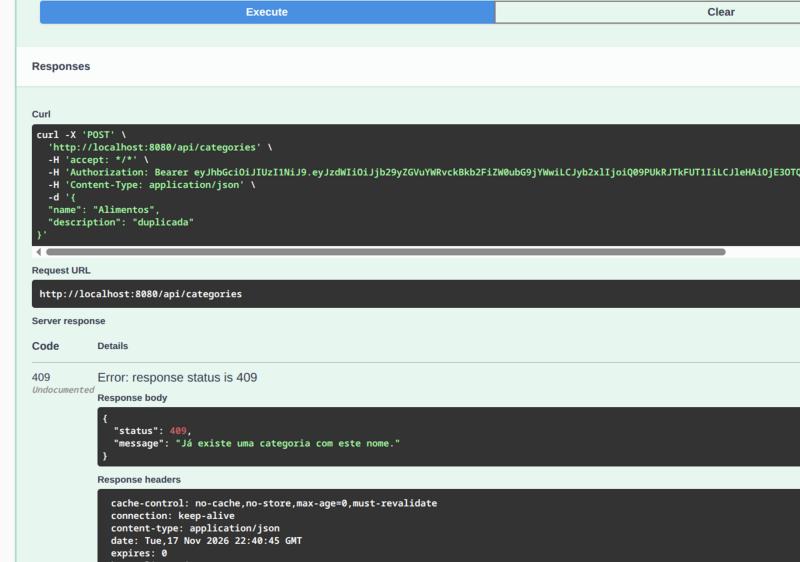 Execute
Clear
Responses
Curl
curl -X 'POST' \
'http://localhost:8080/api/categories' \
-H 'accept: */*' \
-H 'Authorization: Bearer eyJhbGciOiJIUzI1NiJ9.eyJzdWIiOiJjb29yZGVuYWRvckBkb2FiZW0ubG9jYWwiLCJyb2xlIjoiQ09PUkRJTkFUT1IiLCJleHAiOjE3OTQ
-H 'Content-Type: application/json' \
-d '{
"name": "Alimentos",
"description": "duplicada"
}'
Request URL
http://localhost:8080/api/categories
Server response
Code Details
409 Error: response status is 409
Undocumented
Response body
{
"status": 409,
"message": "Já existe uma categoria com este nome."
}
Response headers
cache-control: no-cache,no-store,max-age=0,must-revalidate
connection: keep-alive
content-type: application/json
date: Tue,17 Nov 2026 22:40:45 GMT
expires: 0